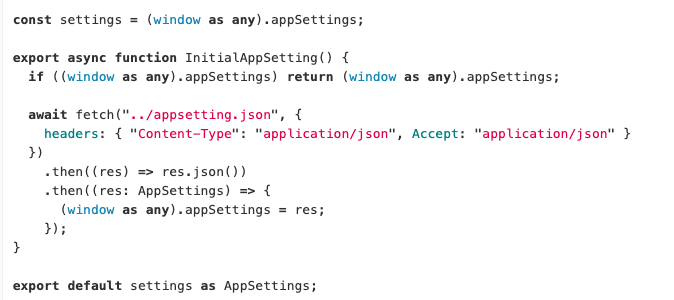 const settings = (window as any).appSettings;
export async function InitialAppSetting() {
if ((window as any).appSettings) return (window as any).appSettings;
await fetch("../appsetting.json", {
headers: { "Content-Type": "application/json", Accept: "application/json" }
})
.then((res) => res.json())
.then((res: AppSettings) => {
(window as any).appSettings = res;
});
}
export default settings as AppSettings;